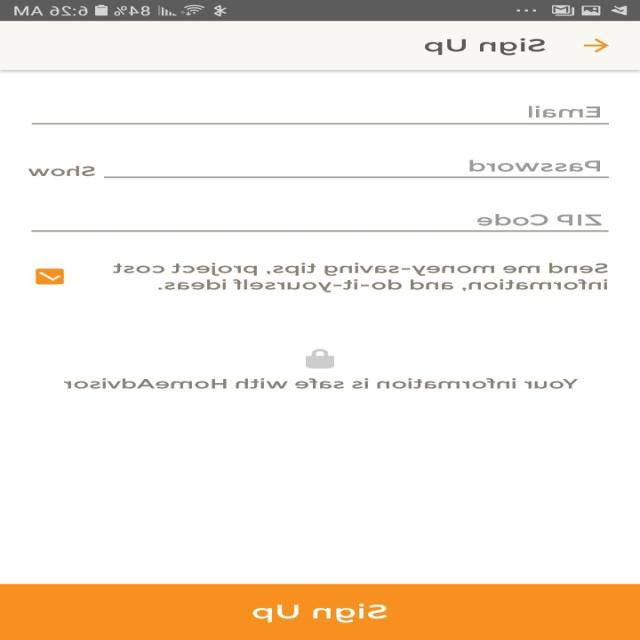 84% 6:26 AM
Sign Up
Email
Password
Show
ZIP Code
Send me money-saving tips, project cost
information, and do-it-yourself ideas.
Your information is safe with HomeAdvisor
Sign Up